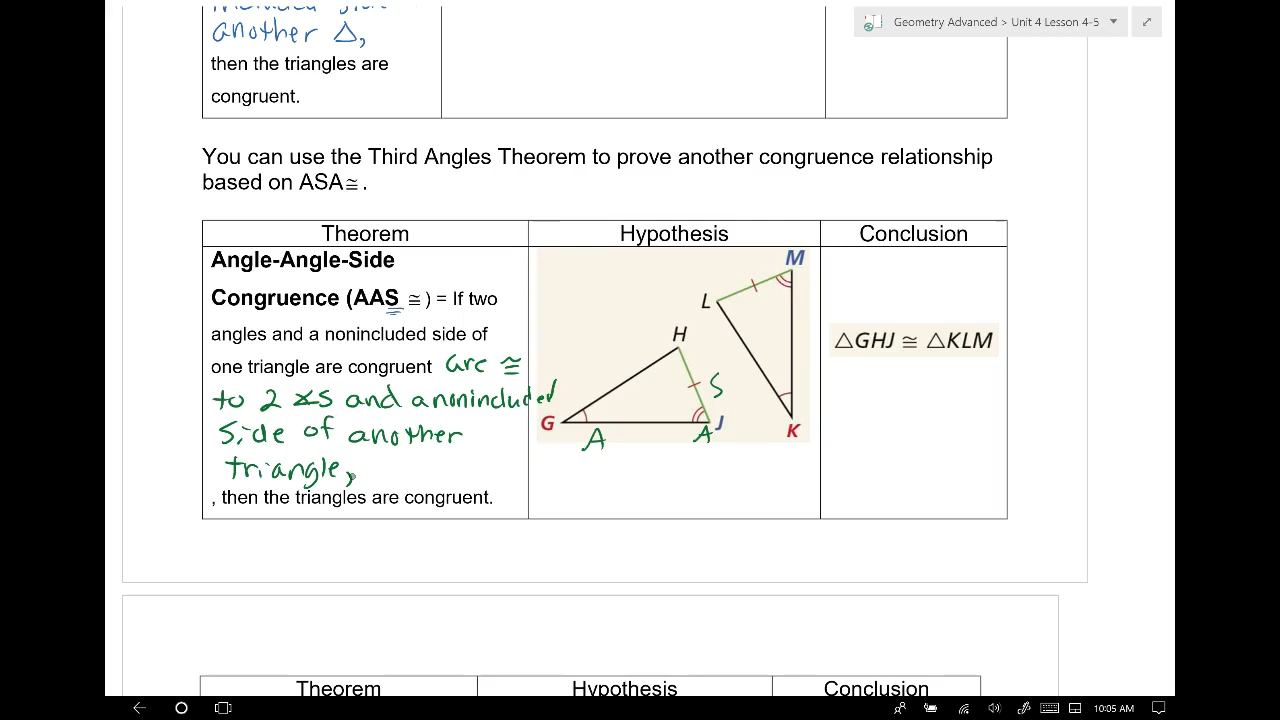 Geometry Advanced > Unit 4 Lesson 4-5
another △,
then the triangles are
congruent.
You can use the Third Angles Theorem to prove another congruence relationship
based on ASA≅.
Theorem Hypothesis Conclusion
Angle-Angle-Side
Congruence (AAS ≅) = If two
angles and a nonincluded side of
one triangle are congruent are ≅
to 2 ∡s and a nonincluded
side of another
triangle,
, then the triangles are congruent.
M
L
H
S
G
A
A
J
K
△GHJ ≅ △KLM
Theorem Hypothesis Conclusion
10:05 AM